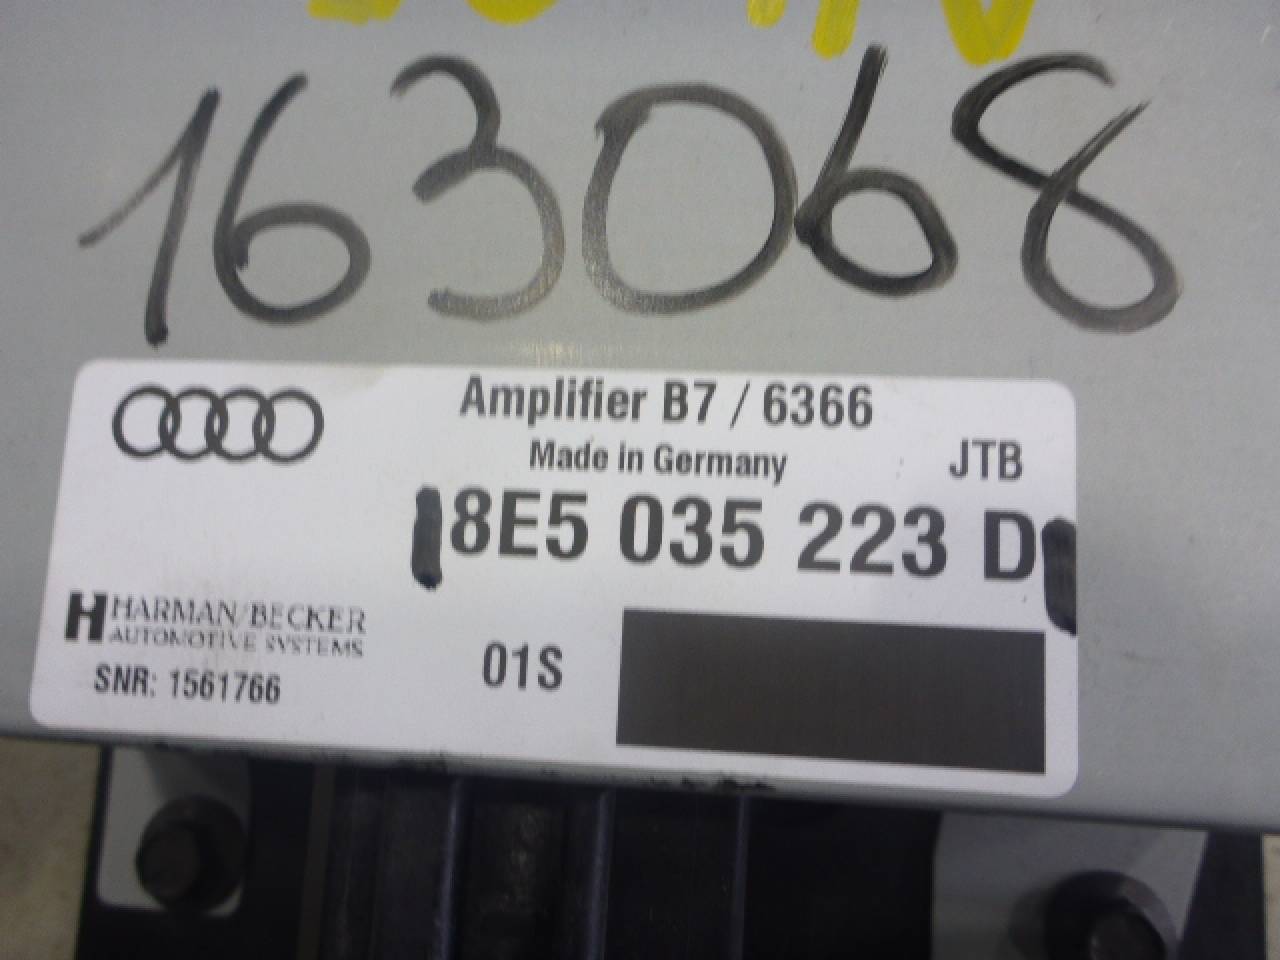 163068
Amplifier B7 / 6366
Made in Germany
JTB
8E5 035 223 D
HARMAN/BECKER
AUTOMOTIVE SYSTEMS
01S
SNR: 1561766